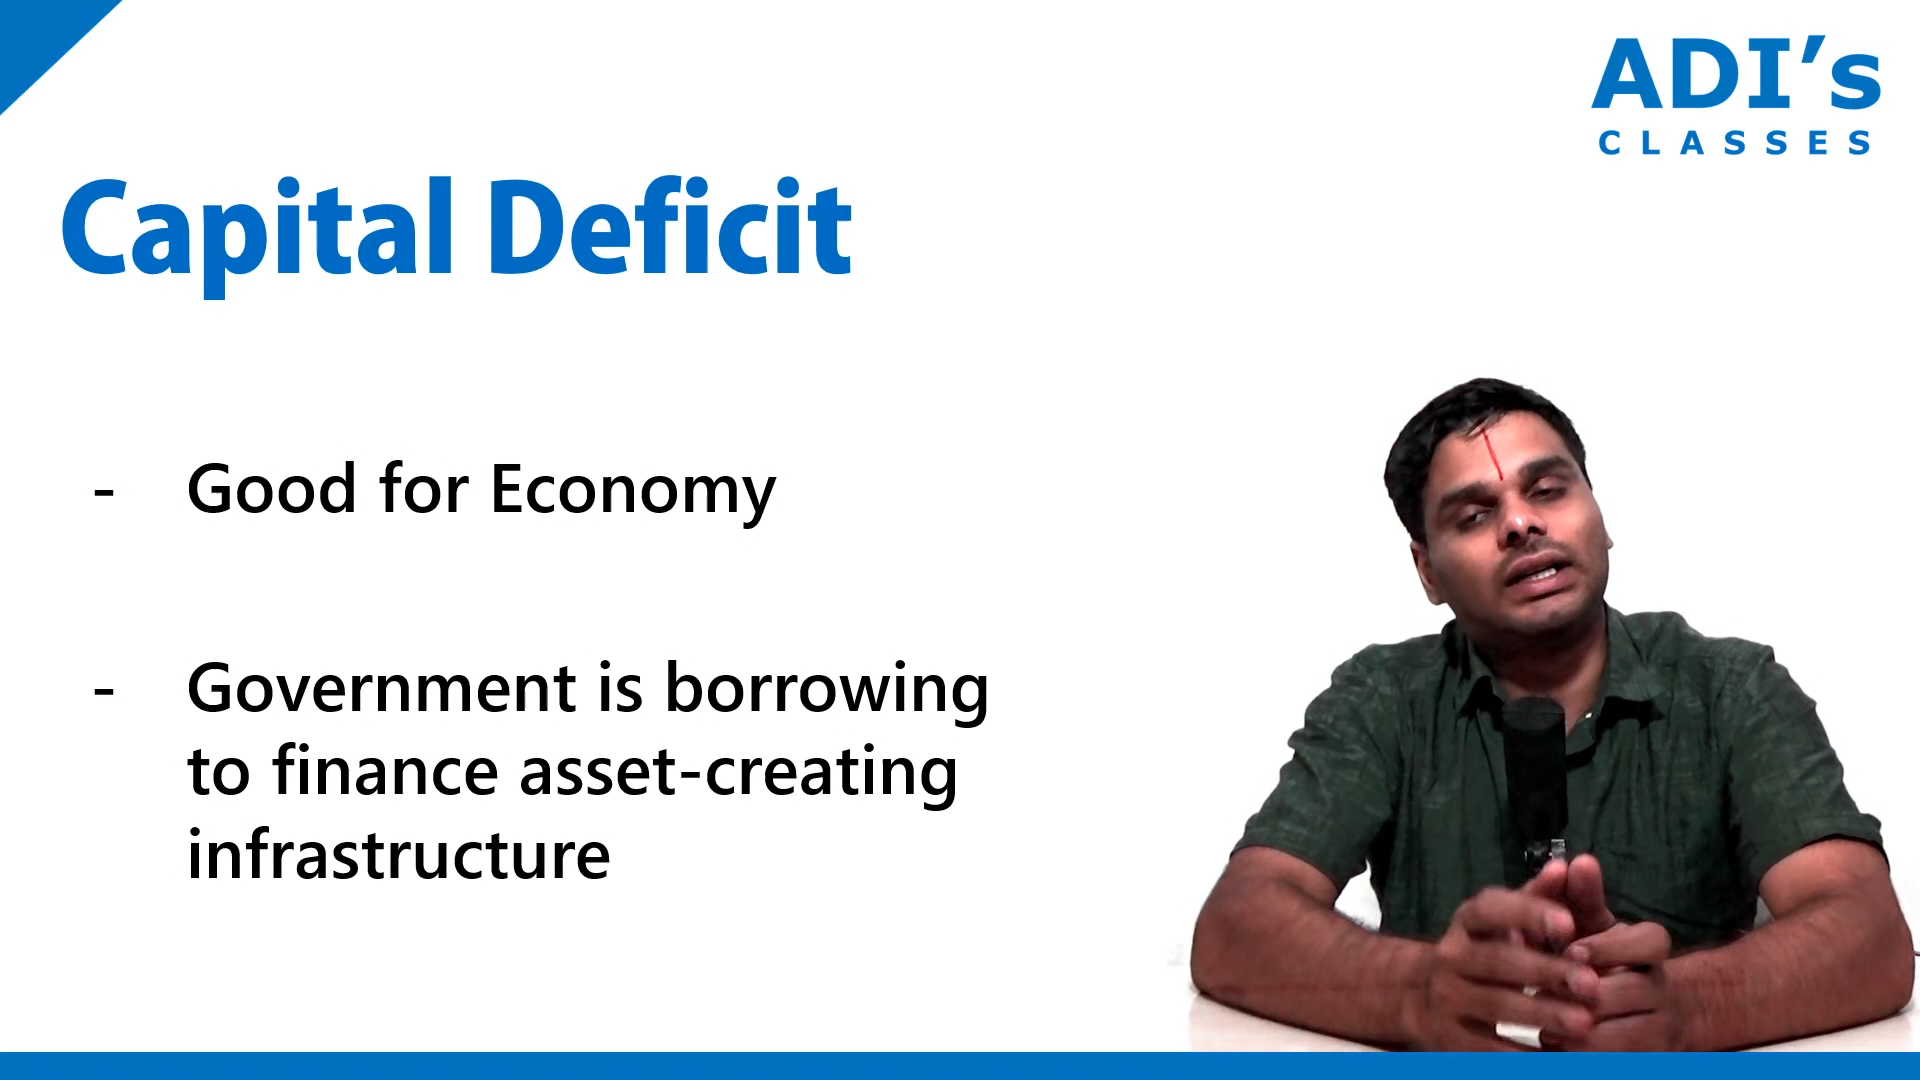 ADI's
CLASSES
Capital Deficit
- Good for Economy
- Government is borrowing
to finance asset-creating
infrastructure